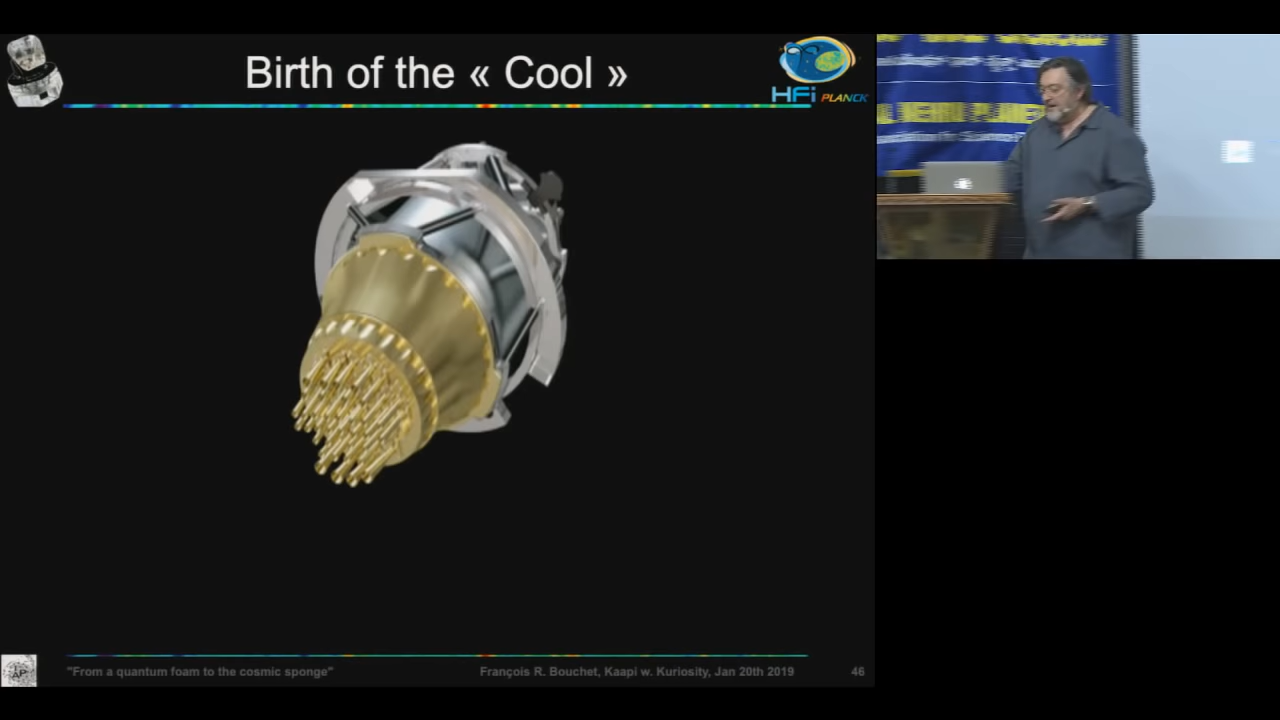 Birth of the « Cool »
HFi PLANCK
"From a quantum foam to the cosmic sponge"
François R. Bouchet, Kaapi w. Kuriosity, Jan 20th 2019
46